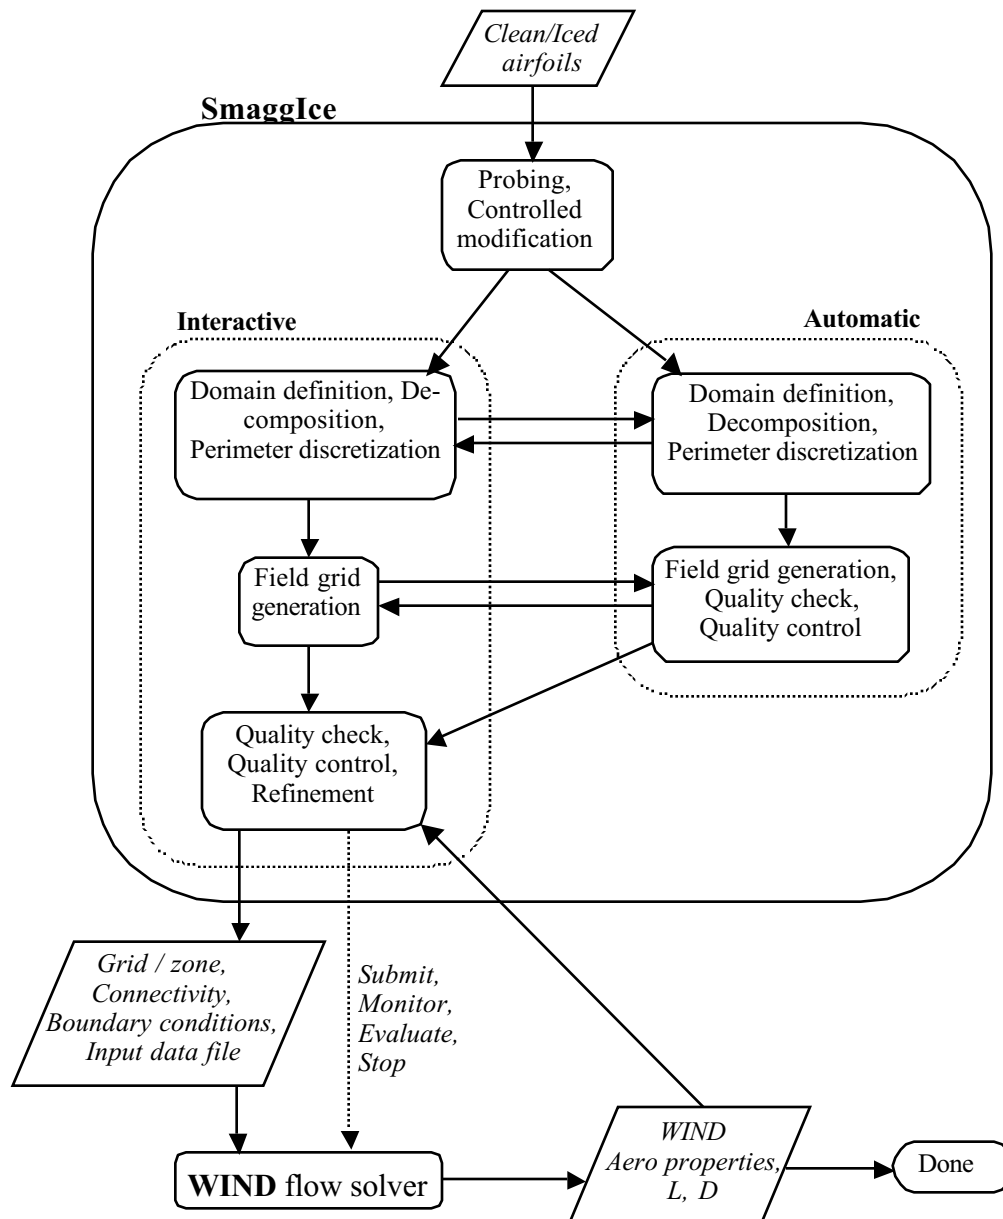 Clean/Iced
airfoils
SmaggIce
Probing,
Controlled
modification
Interactive
Automatic
Domain definition, De-
composition,
Perimeter discretization
Domain definition,
Decomposition,
Perimeter discretization
Field grid
generation
Field grid generation,
Quality check,
Quality control
Quality check,
Quality control,
Refinement
Grid / zone,
Connectivity,
Boundary conditions,
Input data file
Submit,
Monitor,
Evaluate,
Stop
WIND flow solver
WIND
Aero properties,
L, D
Done